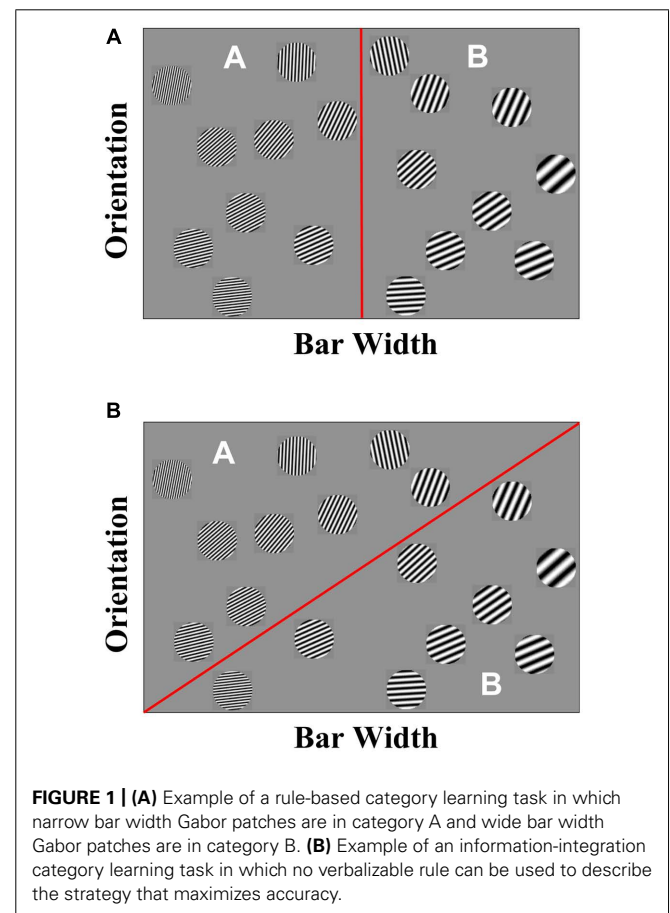 A
A
B
Orientation
Bar Width
B
A
B
Orientation
Bar Width
FIGURE 1 | (A) Example of a rule-based category learning task in which
narrow bar width Gabor patches are in category A and wide bar width
Gabor patches are in category B. (B) Example of an information-integration
category learning task in which no verbalizable rule can be used to describe
the strategy that maximizes accuracy.